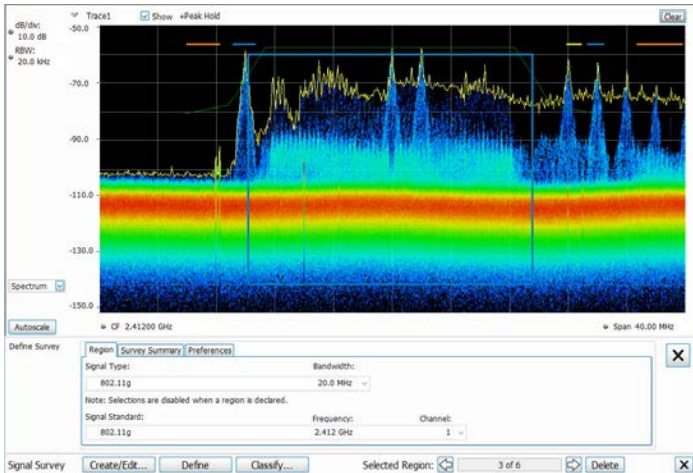 dB/div:
10.0 dB
RBW:
20.0 kHz
Trace1 Show +Peak Hold Clear
-50.0
-70.0
-90.0
-110.0
-130.0
-150.0
Spectrum
Autoscale CF 2.41200 GHz Span 40.00 MHz
Define Survey
Region Survey Summary Preferences
Signal Type: Bandwidth:
802.11g 20.0 MHz
Note: Selections are disabled when a region is declared.
Signal Standard: Frequency: Channel:
802.11g 2.412 GHz 1
Signal Survey Create/Edit... Define Classify... Selected Region: 3 of 6 Delete